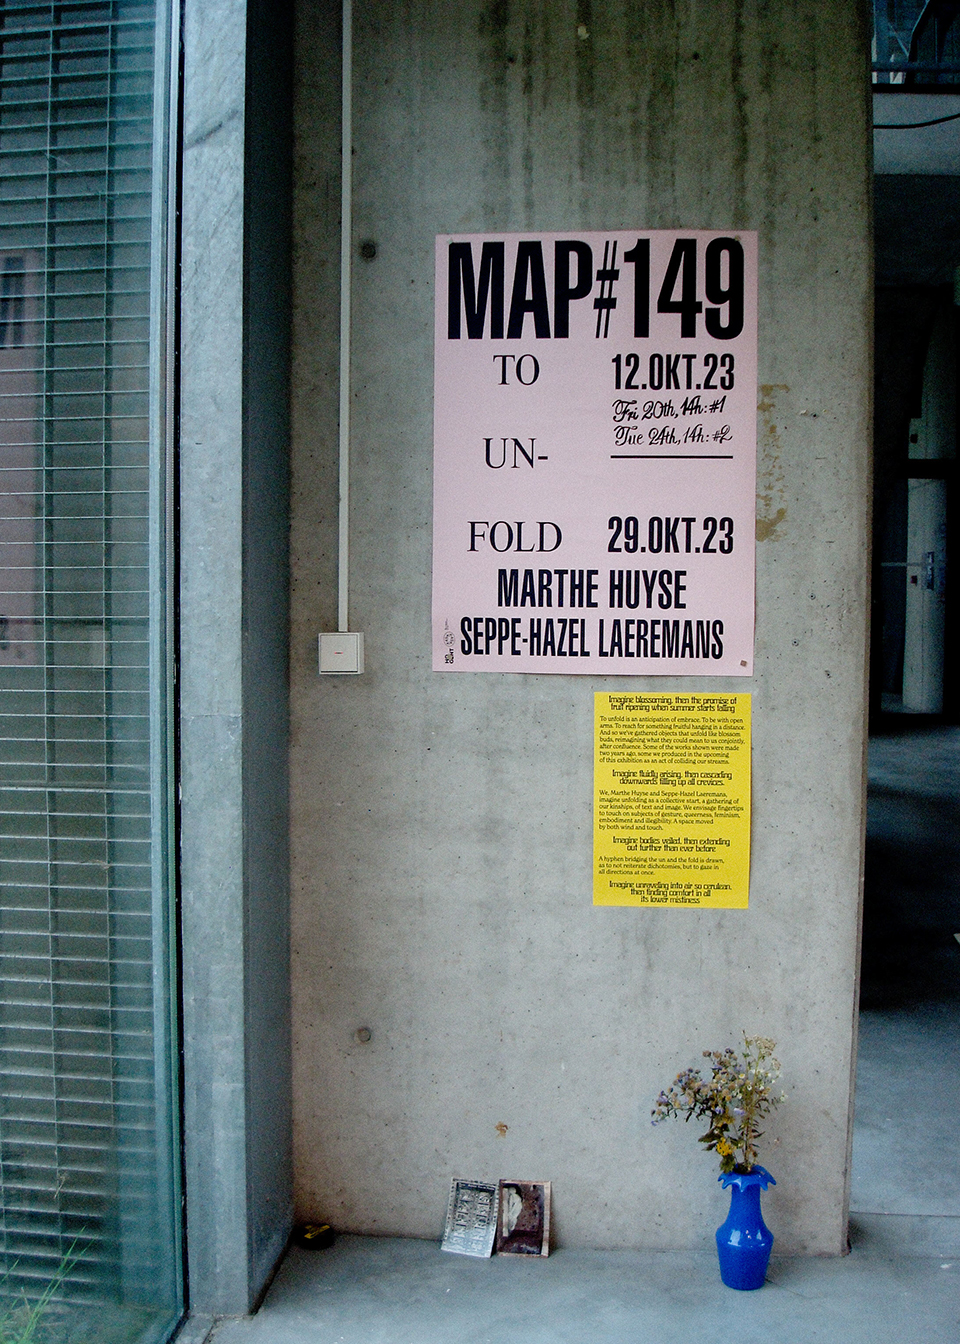 MAP#149
TO
12.OKT.23
Fri 20th, 14h: #1
Tue 24th, 14h: #2
UN-
FOLD
29.OKT.23
MARTHE HUYSE
SEPPE-HAZEL LAEREMANS
Imagine blossoming, then the promise of
fruit ripening when summer starts falling
To unfold is an anticipation of embrace. To be with open
arms. To reach for something fruitful hanging in a distance.
And so we've gathered objects that unfold like blossom
buds, reimagining what they could mean to us conjointly,
after confluence. Some of the works shown were made
two years ago, some we produced in the upcoming
of this exhibition as an act of colliding our streams.
Imagine fluidly arising, then cascading
downwards filling up all crevices.
We, Marthe Huyse and Seppe-Hazel Laeremans,
imagine unfolding as a collective start, a gathering of
our kinships, of text and image. We envisage fingertips
to touch on subjects of gesture, queerness, feminism,
embodiment and illegibility. A space moved
by both wind and touch.
Imagine bodies veiled, then extending
out further than ever before
A hyphen bridging the un and the fold is drawn,
as to not reiterate dichotomies, but to gaze in
all directions at once.
Imagine unraveling into air so cerulean,
then finding comfort in all
its lower mistiness